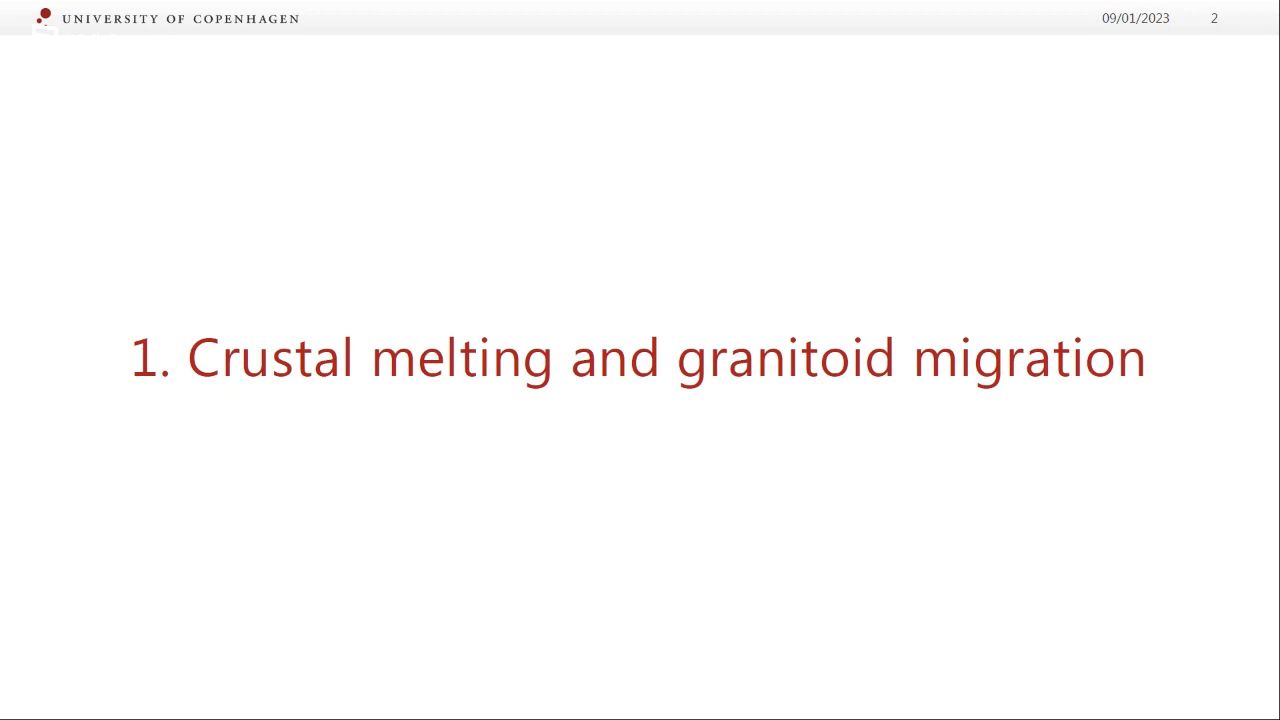 UNIVERSITY OF COPENHAGEN
09/01/2023
2
1. Crustal melting and granitoid migration